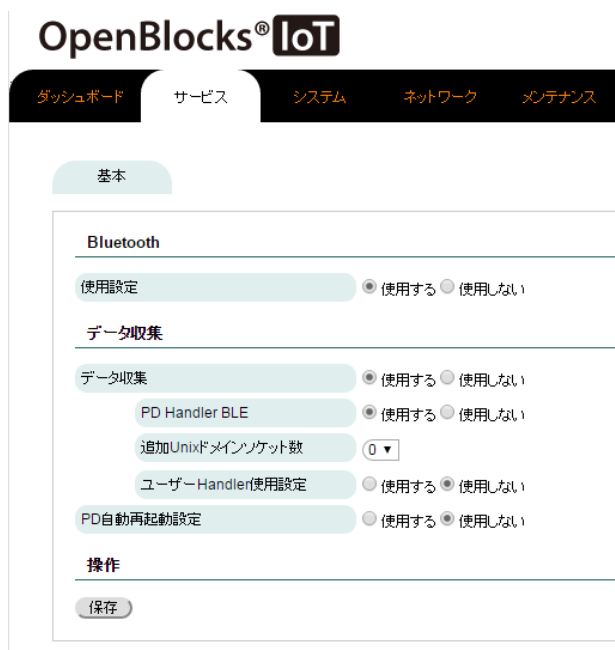 OpenBlocks® IoT
ダッシュボード サービス システム ネットワーク メンテナンス
基本
Bluetooth
使用設定 使用する 使用しない
データ収集
データ収集 使用する 使用しない
PD Handler BLE 使用する 使用しない
追加Unixドメインソケット数 0
ユーザーHandler使用設定 使用する 使用しない
PD自動再起動設定 使用する 使用しない
操作
保存